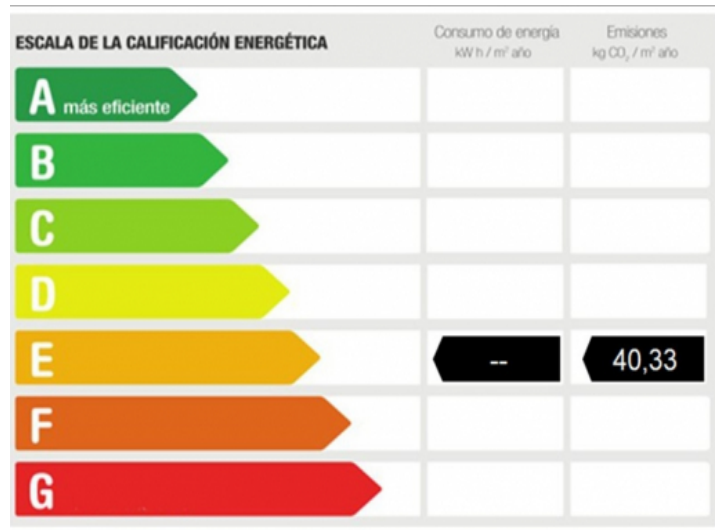 ESCALA DE LA CALIFICACIÓN ENERGÉTICA
Consumo de energía
kW h / m² año
Emisiones
kg CO₂ / m² año
A más eficiente
B
C
D
E -- 40,33
F
G